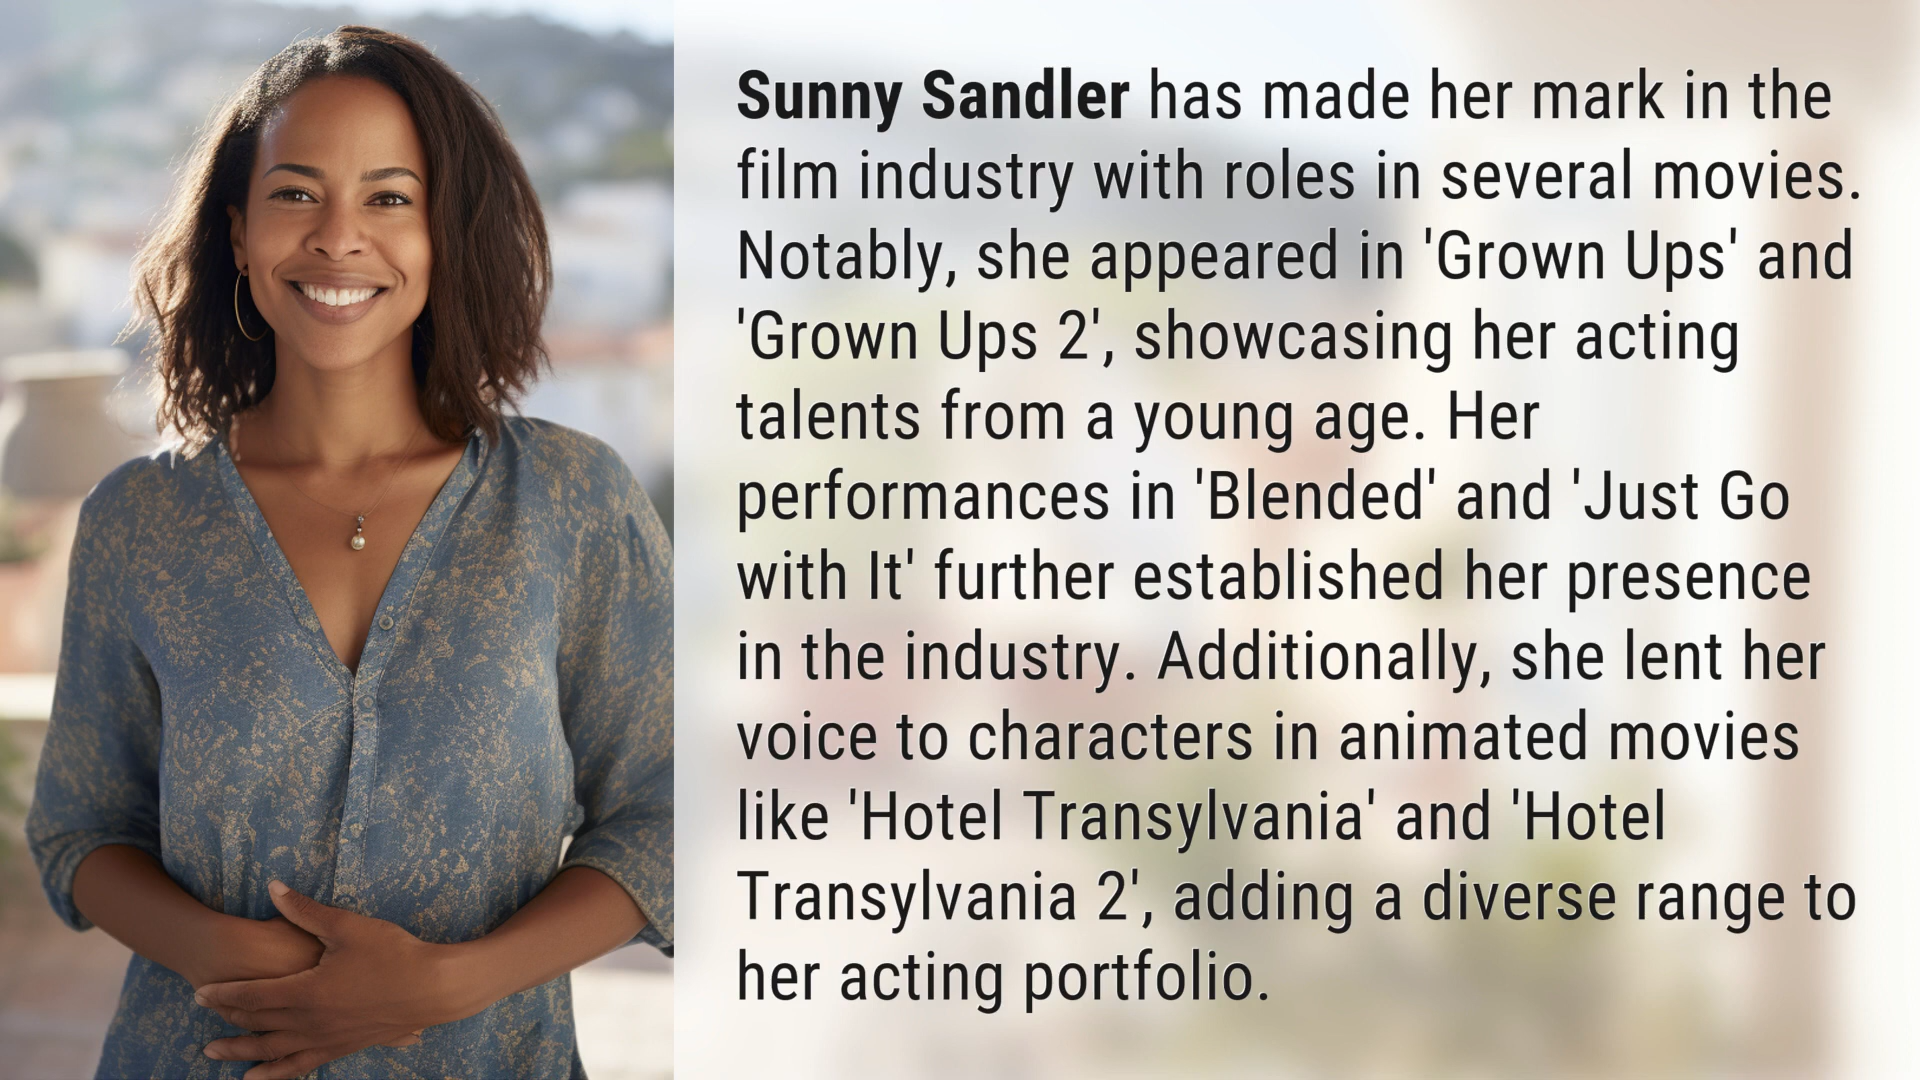 Sunny Sandler has made her mark in the
film industry with roles in several movies.
Notably, she appeared in 'Grown Ups' and
'Grown Ups 2', showcasing her acting
talents from a young age. Her
performances in 'Blended' and 'Just Go
with It' further established her presence
in the industry. Additionally, she lent her
voice to characters in animated movies
like 'Hotel Transylvania' and 'Hotel
Transylvania 2', adding a diverse range to
her acting portfolio.